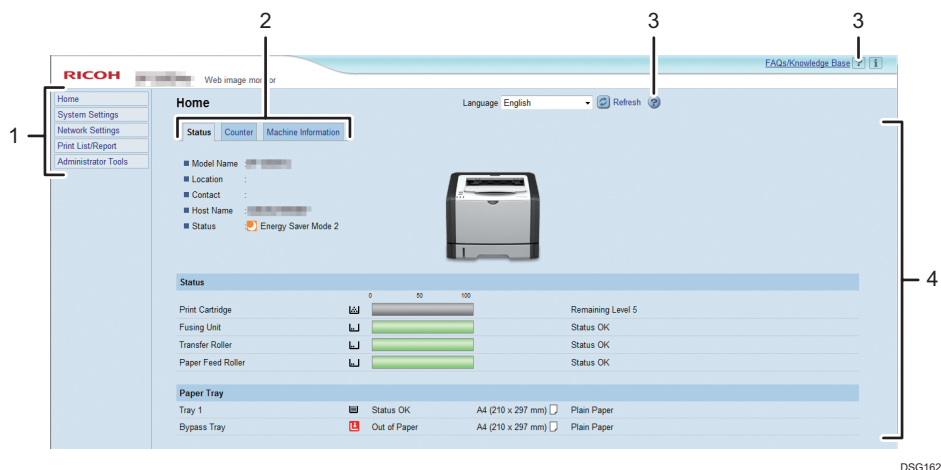 2 3 3
FAQs/Knowledge Base ? i
RICOH Web image monitor
1
Home
System Settings
Network Settings
Print List/Report
Administrator Tools
Home Language English Refresh ?
Status Counter Machine Information
Model Name :
Location :
Contact :
Host Name :
Status : Energy Saver Mode 2
4
Status
0 50 100
Print Cartridge Remaining Level 5
Fusing Unit Status OK
Transfer Roller Status OK
Paper Feed Roller Status OK
Paper Tray
Tray 1 Status OK A4 (210 x 297 mm) Plain Paper
Bypass Tray Out of Paper A4 (210 x 297 mm) Plain Paper
DSG162